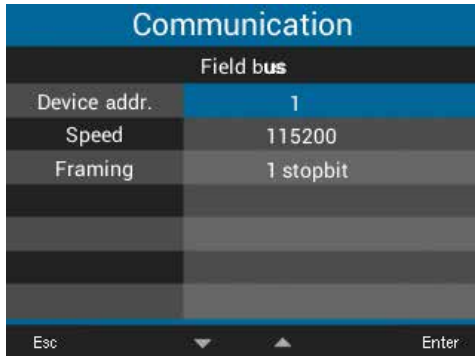 Communication
Field bus
Device addr. 1
Speed 115200
Framing 1 stopbit
Esc Enter